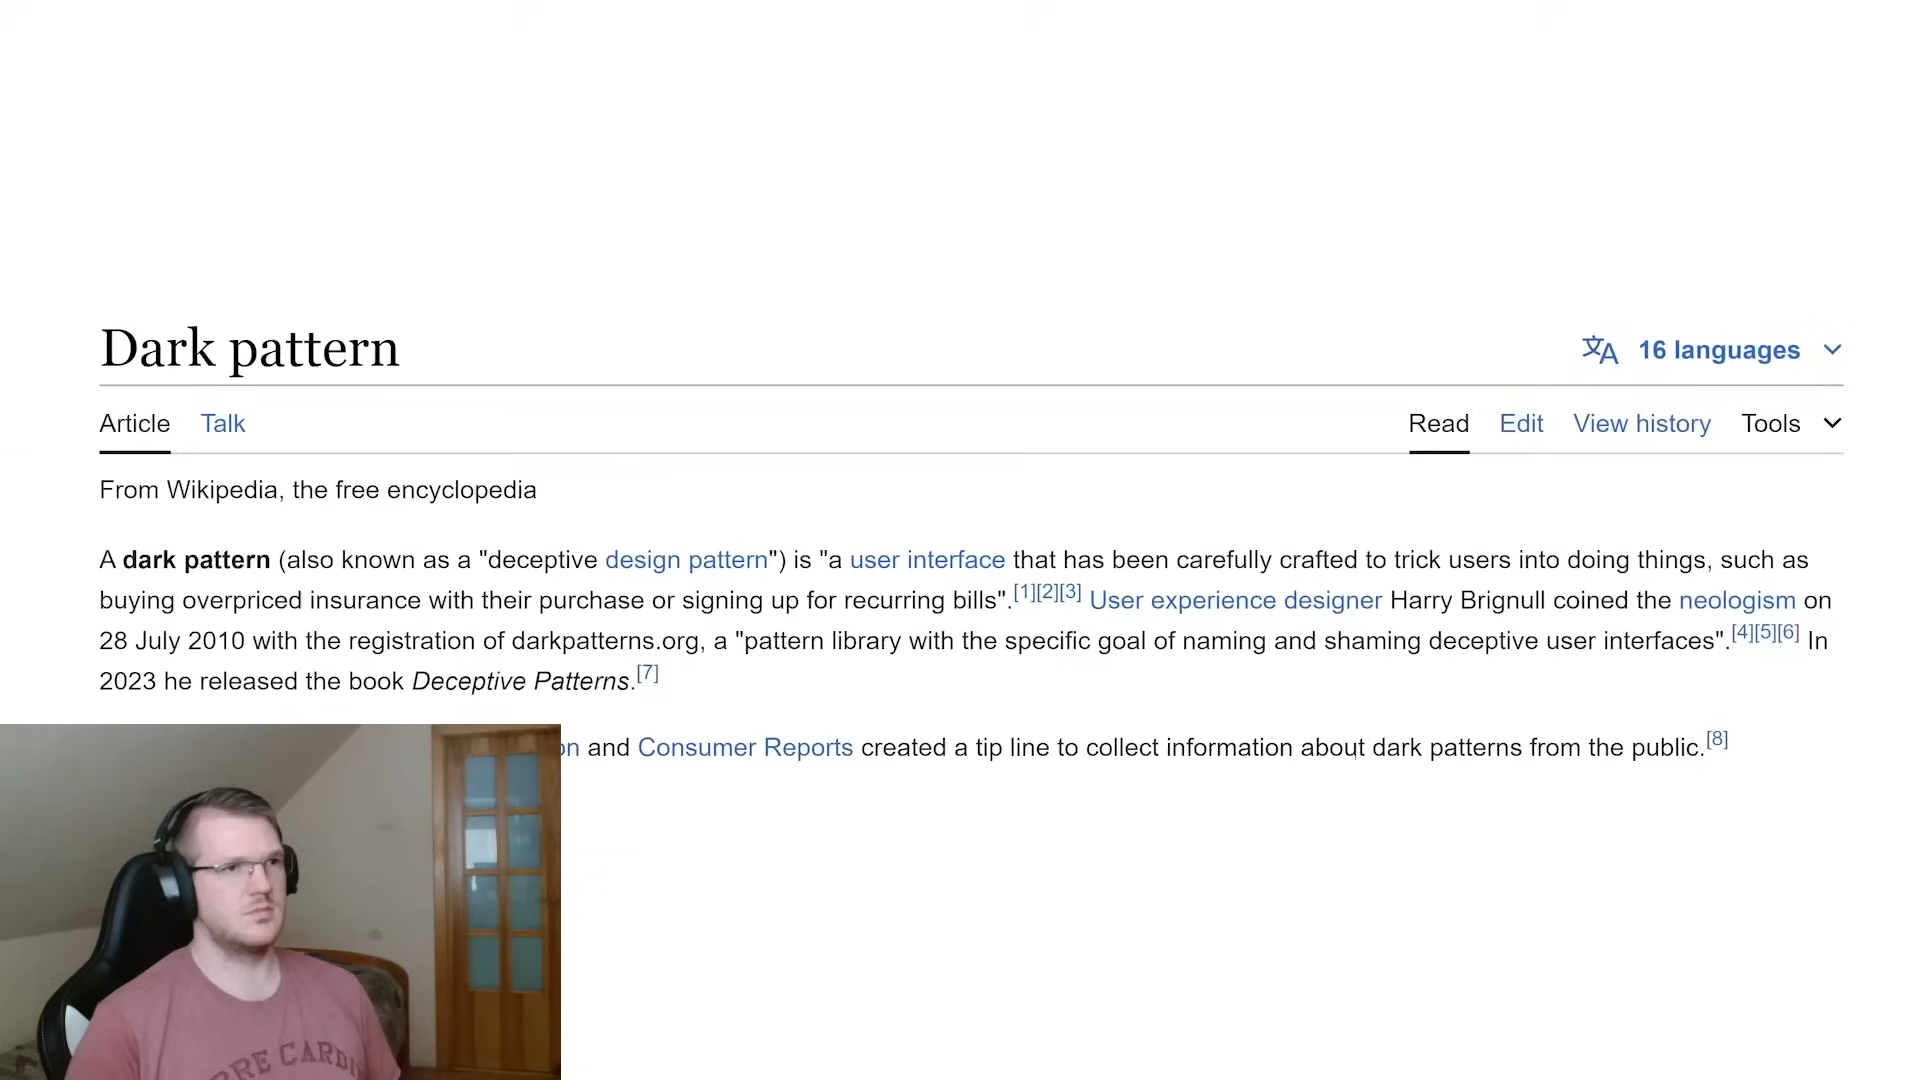 Dark pattern
16 languages
Article Talk Read Edit View history Tools
From Wikipedia, the free encyclopedia
A dark pattern (also known as a "deceptive design pattern") is "a user interface that has been carefully crafted to trick users into doing things, such as
buying overpriced insurance with their purchase or signing up for recurring bills".[1][2][3] User experience designer Harry Brignull coined the neologism on
28 July 2010 with the registration of darkpatterns.org, a "pattern library with the specific goal of naming and shaming deceptive user interfaces".[4][5][6] In
2023 he released the book Deceptive Patterns.[7]
and Consumer Reports created a tip line to collect information about dark patterns from the public.[8]